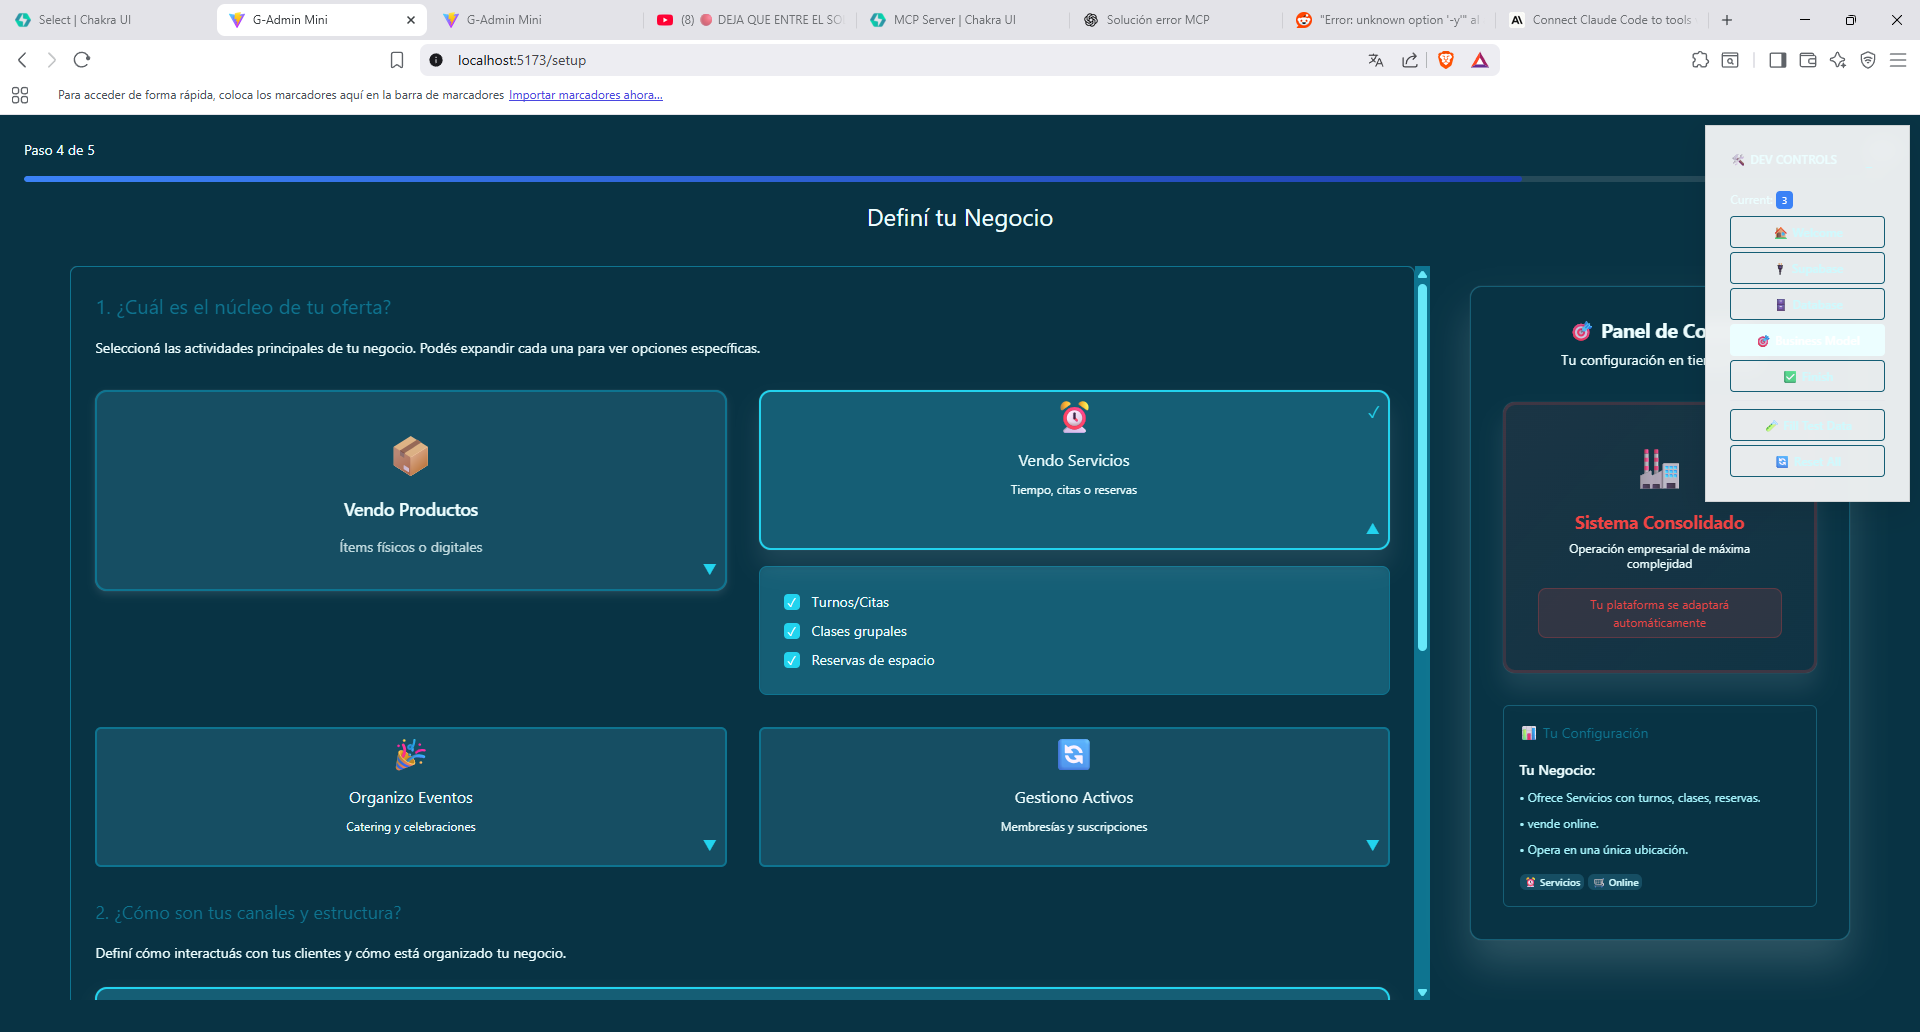 Select | Chakra UI
G-Admin Mini
G-Admin Mini
(8) 🔴 DEJA QUE ENTRE EL SO
MCP Server | Chakra UI
Solución error MCP
"Error: unknown option '-y'" al
Connect Claude Code to tools
localhost:5173/setup
Para acceder de forma rápida, coloca los marcadores aquí en la barra de marcadores Importar marcadores ahora...
Paso 4 de 5
Definí tu Negocio
1. ¿Cuál es el núcleo de tu oferta?
Seleccioná las actividades principales de tu negocio. Podés expandir cada una para ver opciones específicas.
Vendo Productos
Ítems físicos o digitales
Vendo Servicios
Tiempo, citas o reservas
Turnos/Citas
Clases grupales
Reservas de espacio
Organizo Eventos
Catering y celebraciones
Gestiono Activos
Membresías y suscripciones
2. ¿Cómo son tus canales y estructura?
Definí cómo interactuás con tus clientes y cómo está organizado tu negocio.
DEV CONTROLS
Current: 3
🎯 Panel de Co
Tu configuración en tie
Sistema Consolidado
Operación empresarial de máxima
complejidad
Tu plataforma se adaptará
automáticamente
📊 Tu Configuración
Tu Negocio:
• Ofrece Servicios con turnos, clases, reservas.
• vende online.
• Opera en una única ubicación.
⏰ Servicios
🛒 Online